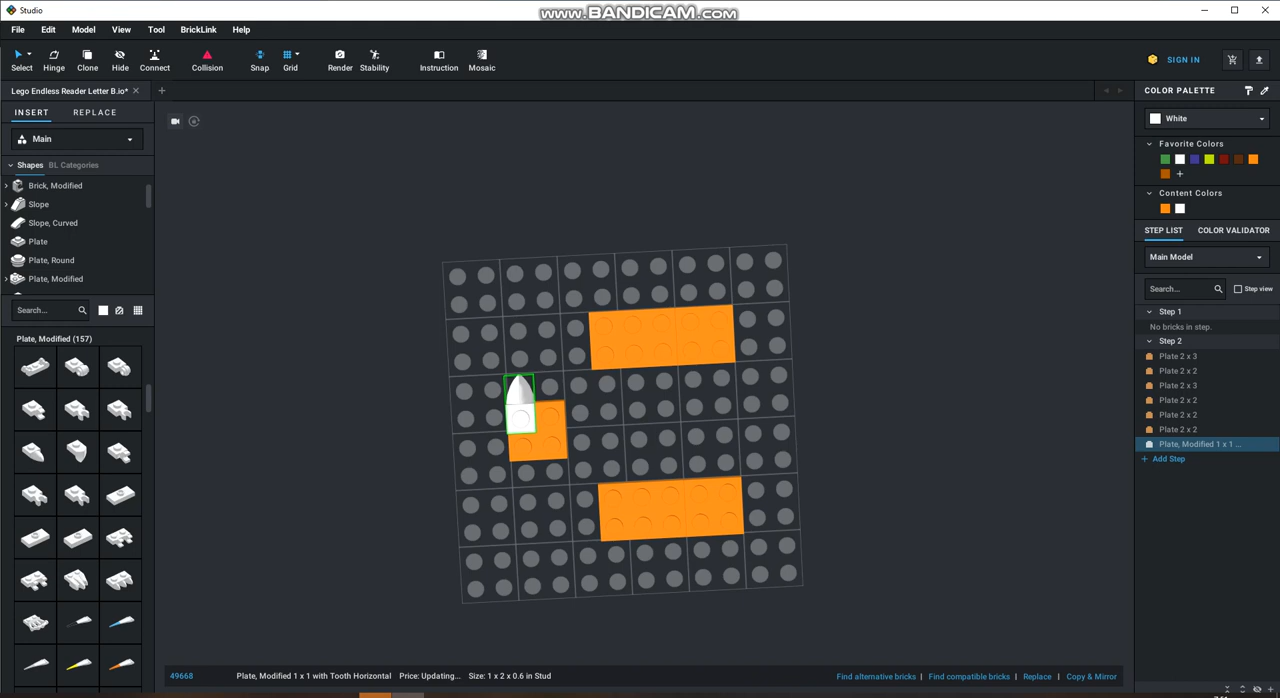 Studio
www.BANDICAM.com
File Edit Model View Tool BrickLink Help
Select Hinge Clone Hide Connect Collision Snap Grid Render Stability Instruction Mosaic SIGN IN
Lego Endless Reader Letter B.io*
INSERT REPLACE
Main
Shapes BL Categories
Brick, Modified
Slope
Slope, Curved
Plate
Plate, Round
Plate, Modified
Search...
Plate, Modified (157)
COLOR PALETTE
White
Favorite Colors
Content Colors
STEP LIST COLOR VALIDATOR
Main Model
Search... Step view
Step 1
No bricks in step.
Step 2
Plate 2 x 3
Plate 2 x 2
Plate 2 x 3
Plate 2 x 2
Plate 2 x 2
Plate 2 x 2
Plate, Modified 1 x 1 ...
+ Add Step
49668 Plate, Modified 1 x 1 with Tooth Horizontal Price: Updating... Size: 1 x 2 x 0.6 in Stud Find alternative bricks | Find compatible bricks | Replace | Copy & Mirror